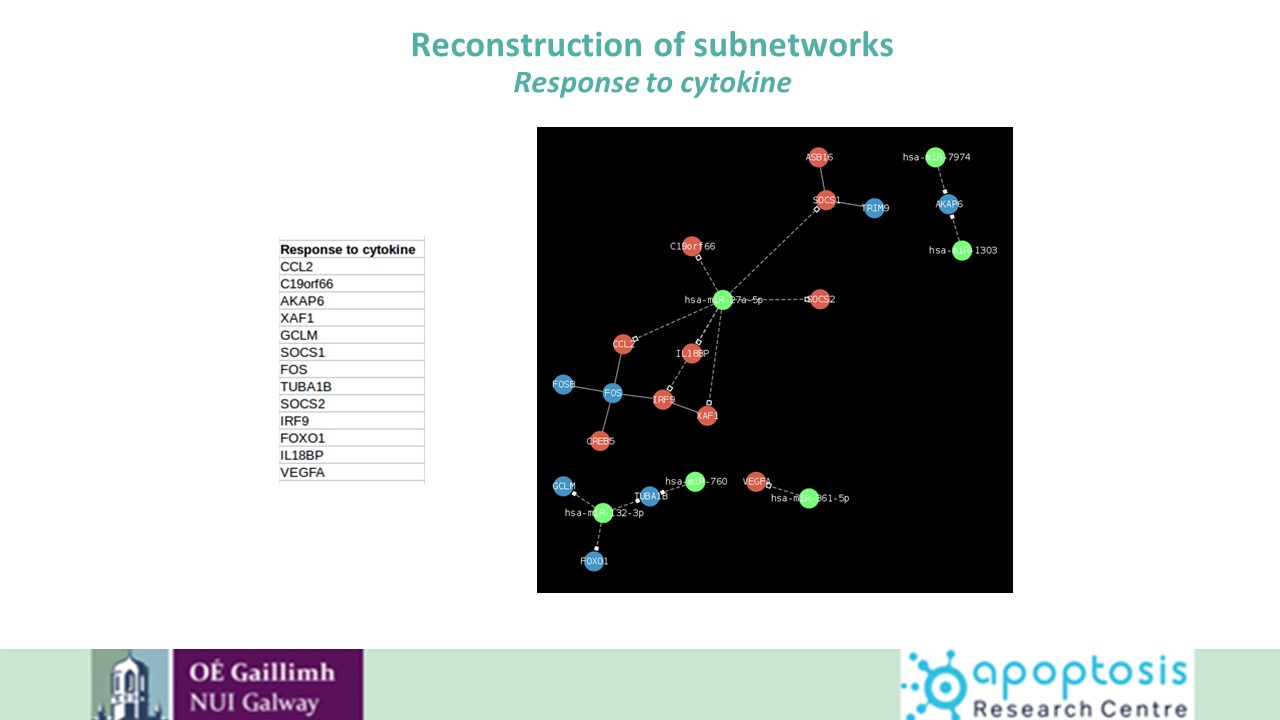 Reconstruction of subnetworks
Response to cytokine
Response to cytokine
CCL2
C19orf66
AKAP6
XAF1
GCLM
SOCS1
FOS
TUBA1B
SOCS2
IRF9
FOXO1
IL18BP
VEGFA
ASB16
hsa-miR-7974
SOCS1
TRIM9
AKAP6
C19orf66
hsa-miR-1303
hsa-miR-27a-5p
SOCS2
CCL2
IL18BP
FOSB
FOS
IRF9
XAF1
CREB5
GCLM
TUBA1B
hsa-miR-760
VEGFA
hsa-miR-132-3p
hsa-miR-361-5p
FOXO1
OÉ Gaillimh
NUI Galway
apoptosis
Research Centre